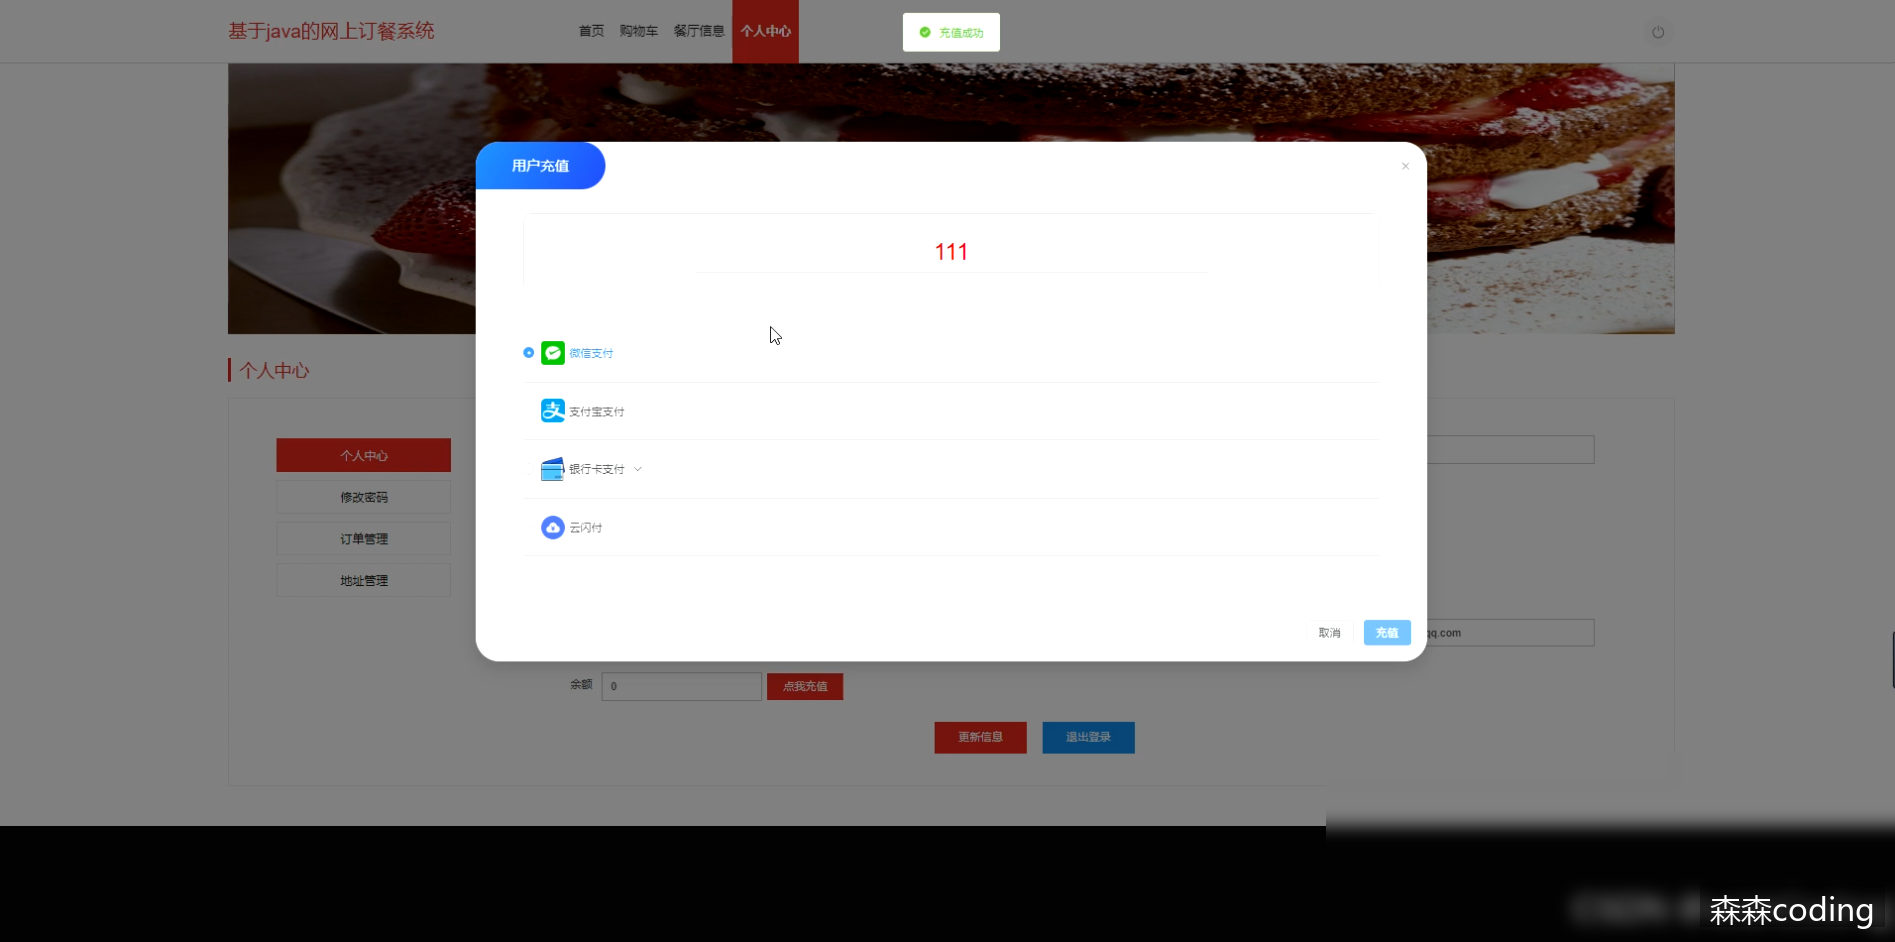 基于java的网上订餐系统
首页
购物车
餐厅信息
个人中心
充值成功
用户充值
111
微信支付
支付宝支付
银行卡支付
云闪付
取消
充值
个人中心
个人中心
修改密码
订单管理
地址管理
qq.com
余额
0
点我充值
更新信息
退出登录
森森coding